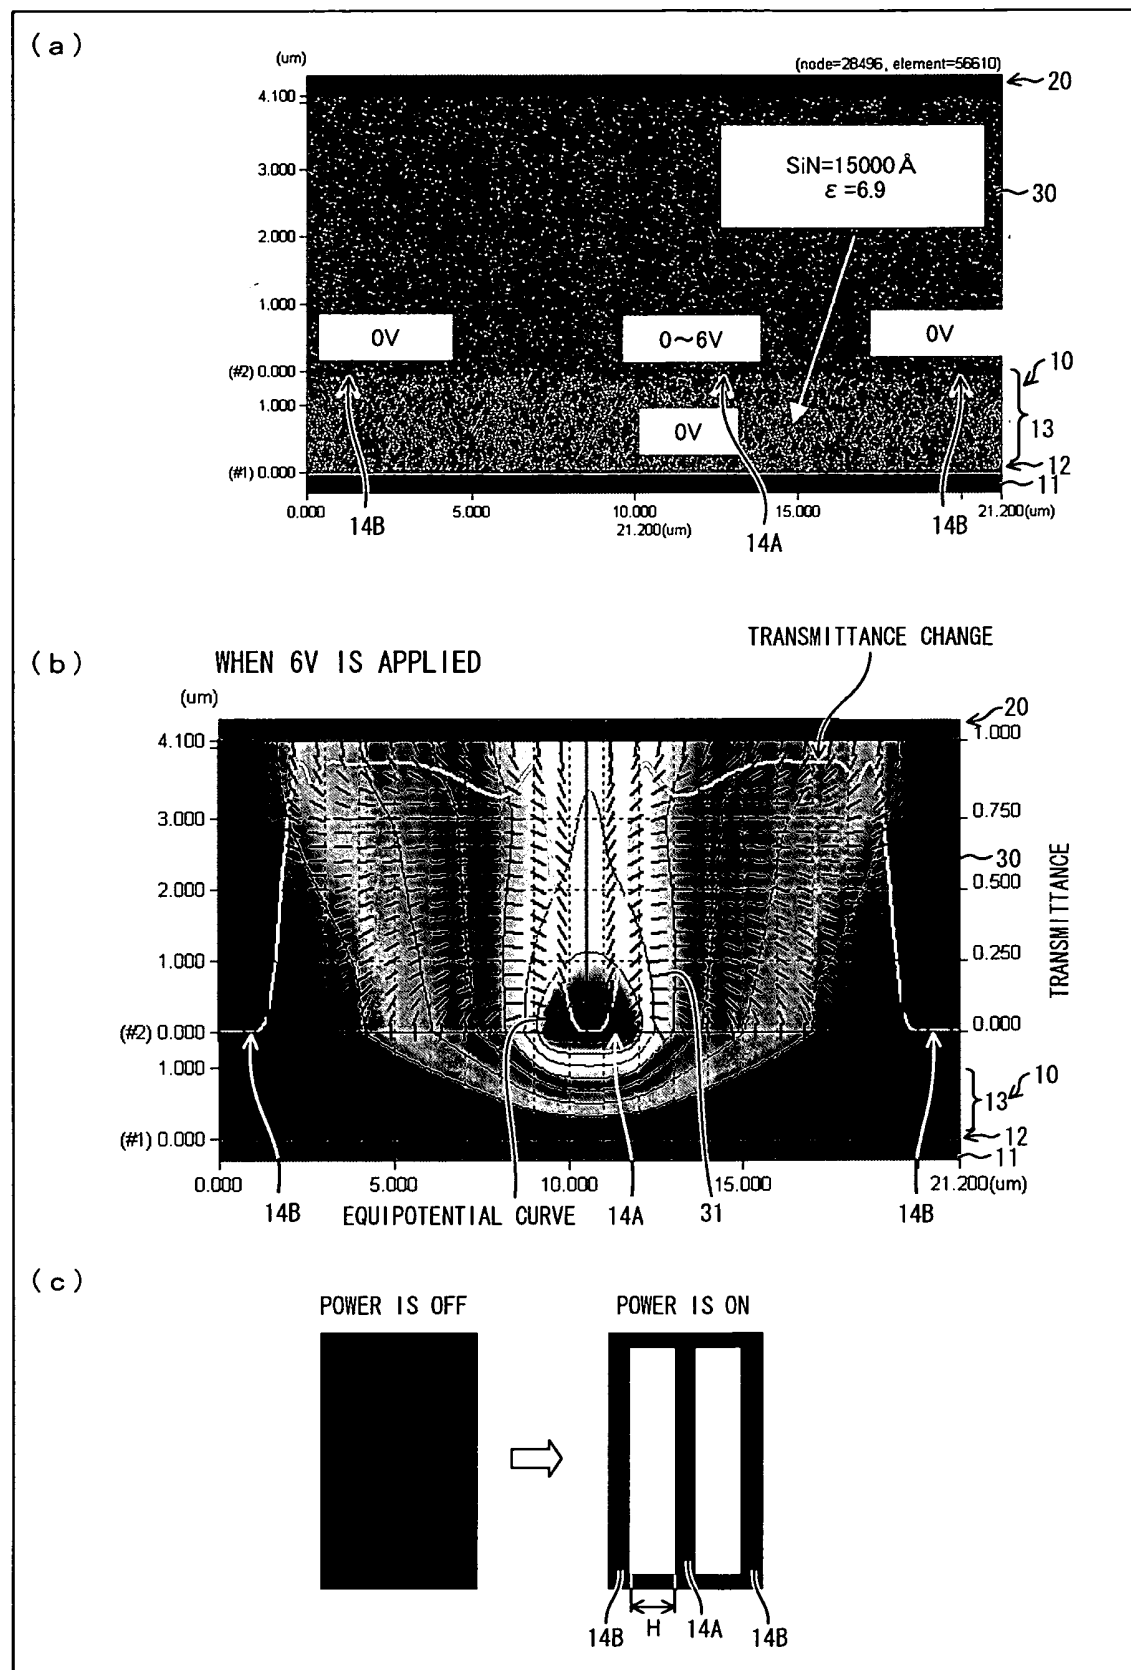 (a)
(um)
(node=28496, element=56610)
20
4.100
SiN=15000Å
ε=6.9
3.000
30
2.000
1.000
0V
0～6V
0V
(#2) 0.000
10
1.000
0V
13
(#1) 0.000
12
11
0.000
5.000
10.000
15.000
21.200(um)
14B
21.200(um)
14A
14B
(b)
WHEN 6V IS APPLIED
TRANSMITTANCE CHANGE
(um)
20
4.100
1.000
3.000
0.750
30
2.000
0.500
TRANSMITTANCE
1.000
0.250
(#2) 0.000
0.000
1.000
10
13
(#1) 0.000
12
11
0.000
5.000
10.000
15.000
21.200(um)
14B
EQUIPOTENTIAL CURVE
14A
31
14B
(c)
POWER IS OFF
POWER IS ON
14B
H
14A
14B